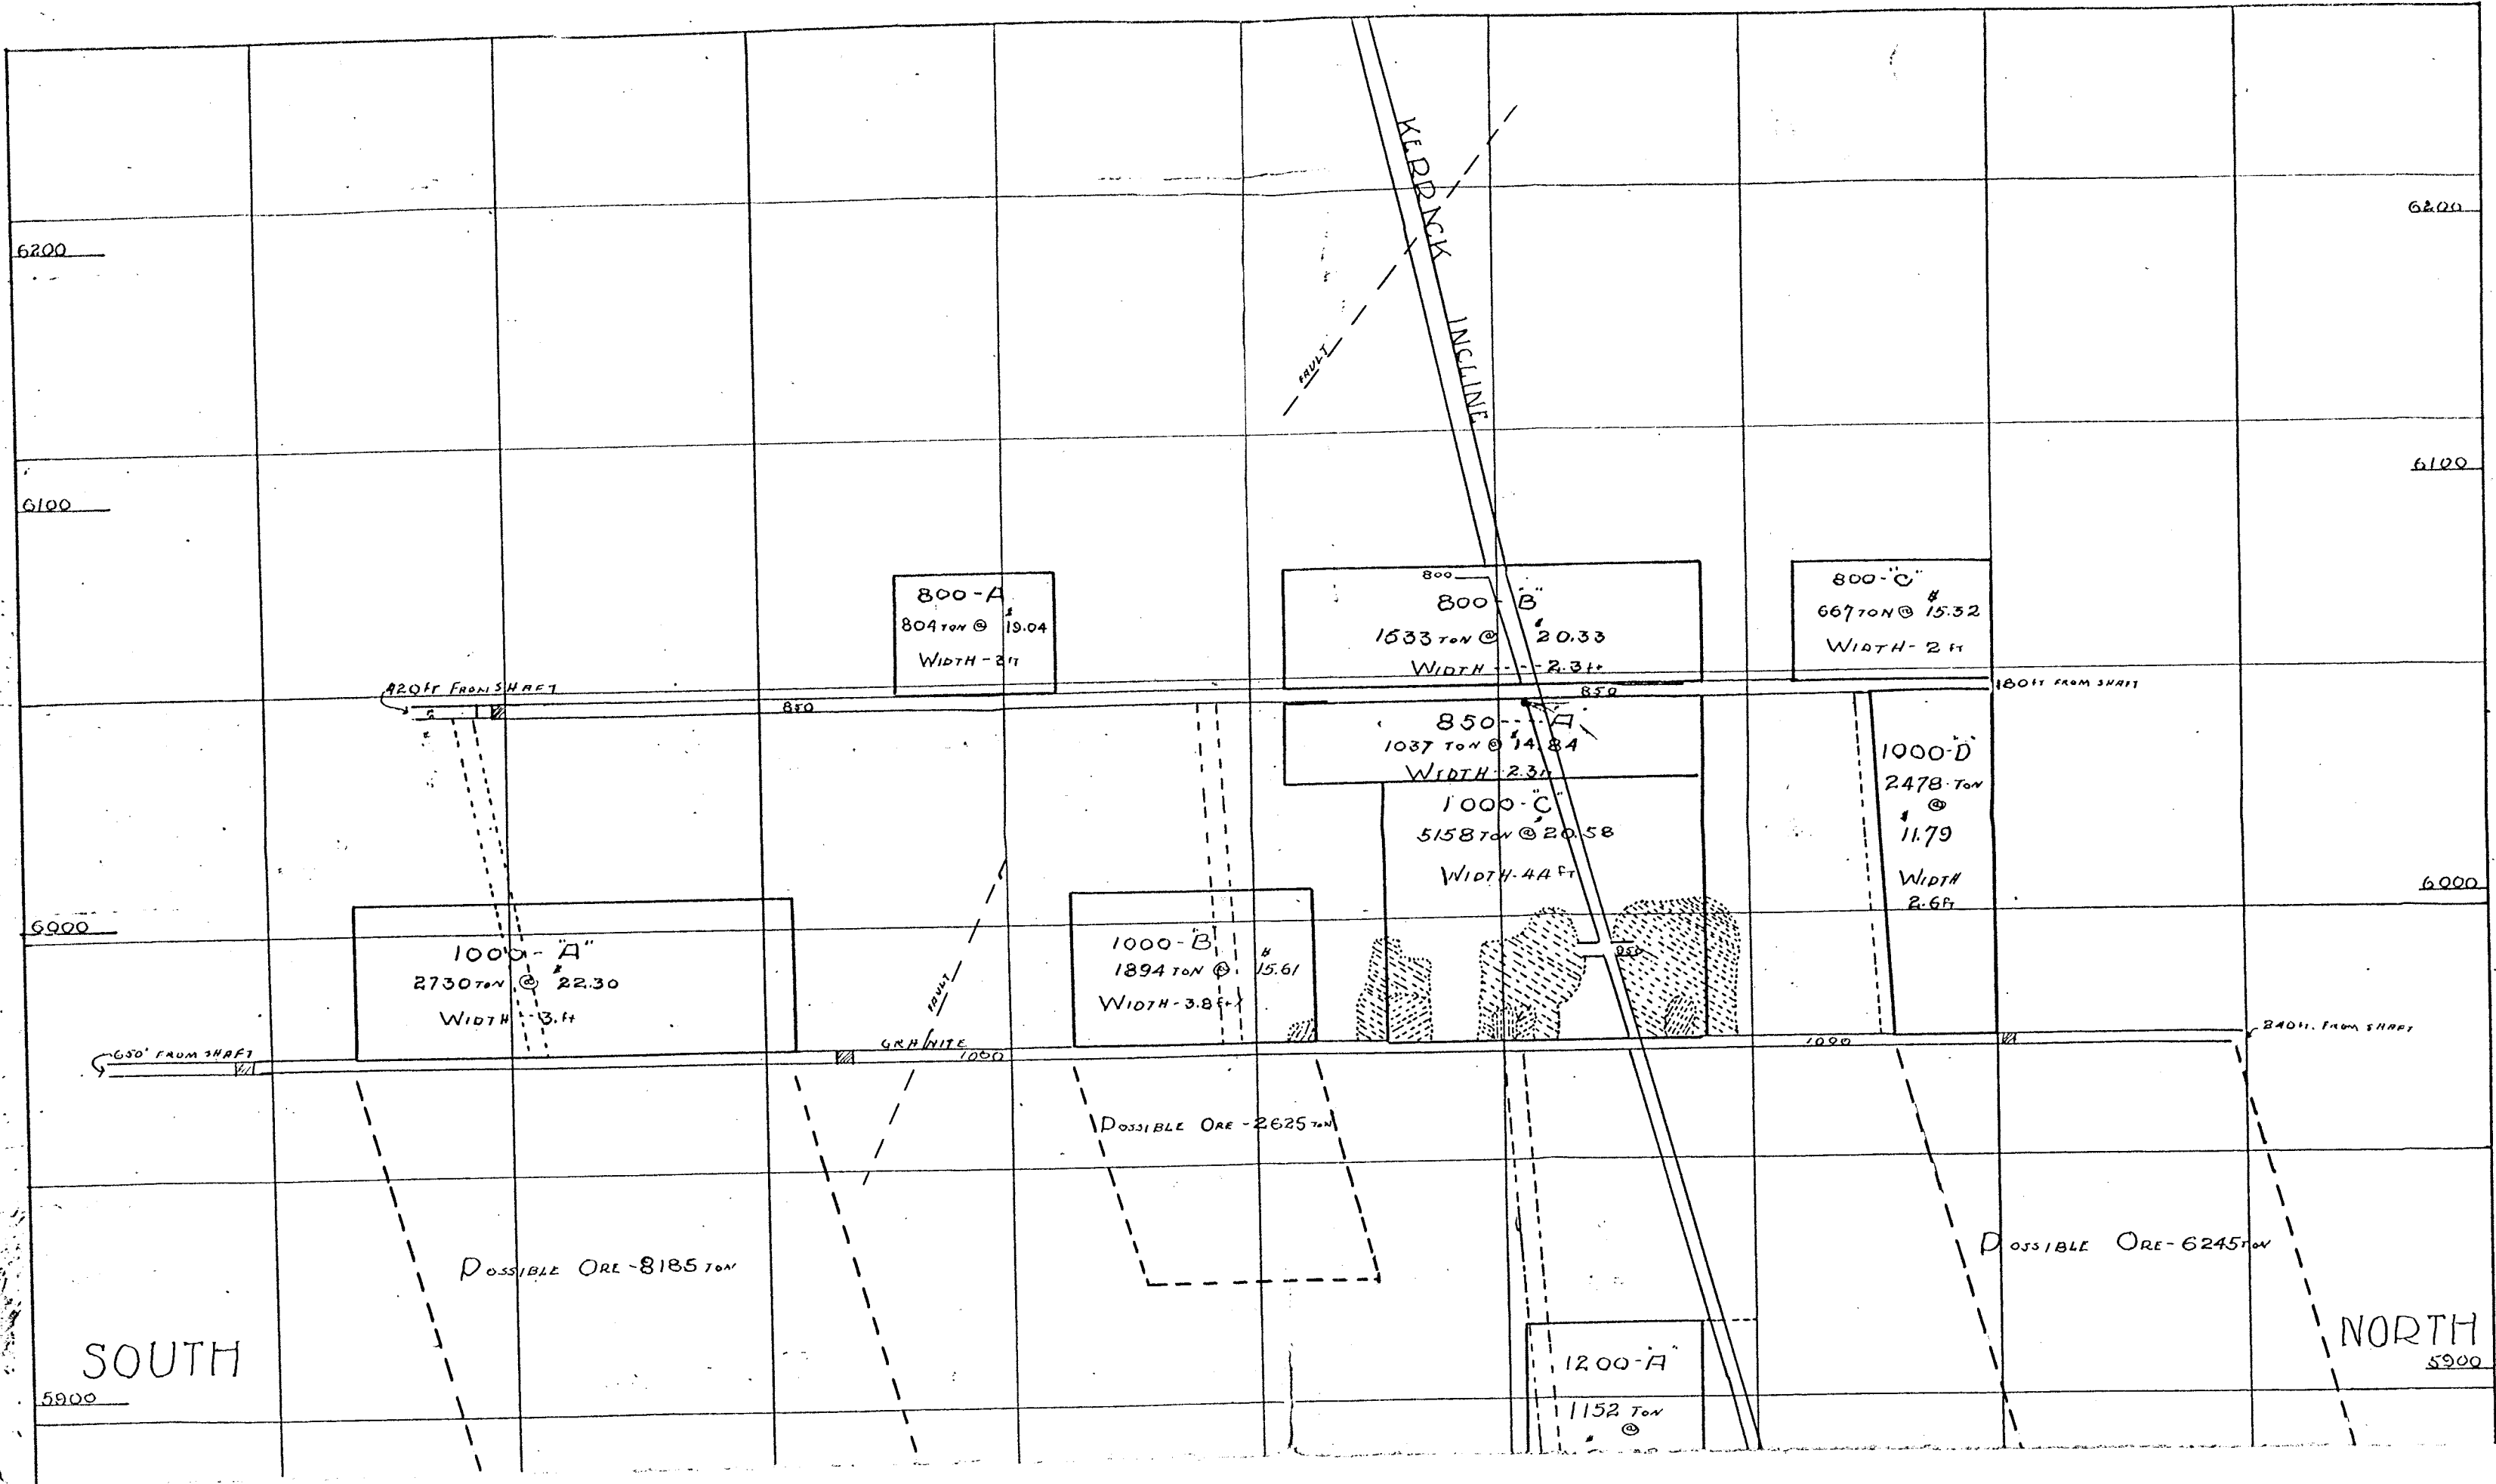 KERRICK INCLINE
FAULT
6200
6200
6100
6100
800
800-A
804 TON @ $19.04
WIDTH-
800-"B"
1533 TON @ $20.33
WIDTH----2.3 ft
800-"C"
667 TON @ $15.32
WIDTH-2 FT
420 FT FROM SHAFT
850
850
180 FT FROM SHAFT
850----"A"
1037 TON @ $14.84
WIDTH-2.3 FT
1000-"C"
5158 TON @ $20.58
WIDTH-4.4 FT
1000-"D"
2478-TON
@
$11.79
WIDTH
2.6 FT
6000
6000
1000-"A"
2730 TON @ $22.30
WIDTH-3. ft
1000-"B"
1894 TON @ $15.61
WIDTH-3.8 ft
950
FAULT
GRANITE
650' FROM SHAFT
1000
1000
240 FT. FROM SHAFT
POSSIBLE ORE-2625 TON
POSSIBLE ORE-8185 TON
POSSIBLE ORE-6245 TON
SOUTH
NORTH
5900
5900
1200-"A"
1152 TON
@